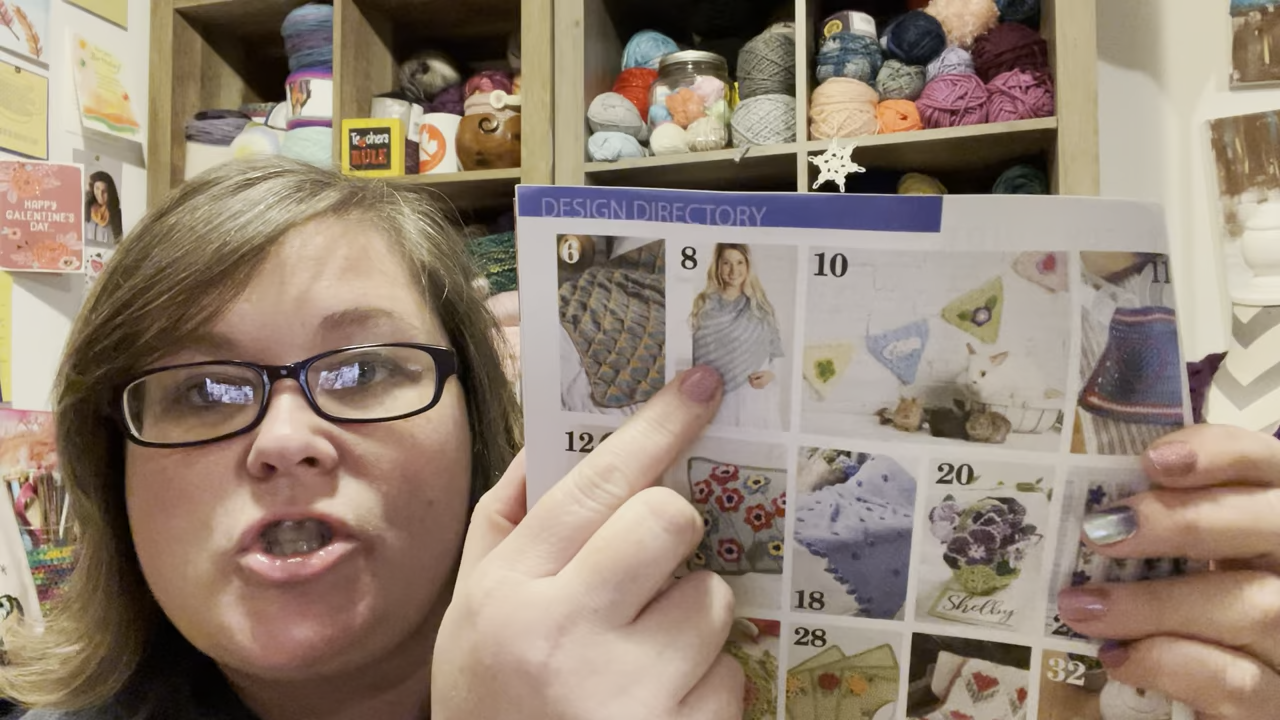 Teachers
RULE
HAPPY
GALENTINE'S
DAY...
DESIGN DIRECTORY
6
8
10
11
12
18
20
Shelby
28
32